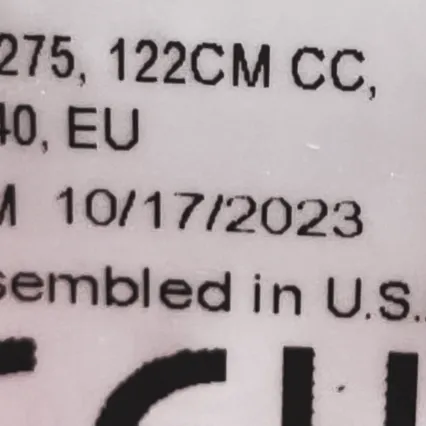 275, 122CM CC,
40, EU
M 10/17/2023
sembled in U.S.